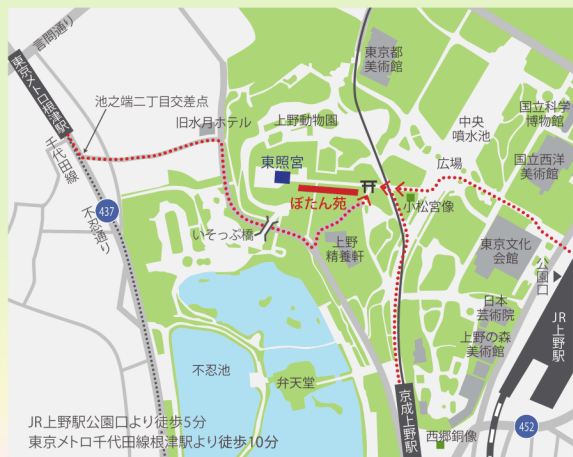 言問通り
東京メトロ根津駅
池之端二丁目交差点
千代田線
旧水月ホテル
437
不忍通り
いそっぷ橋
東京都
美術館
上野動物園
東照宮
ぼたん苑
中央
噴水池
国立科学
博物館
広場
国立西洋
美術館
小松宮像
上野
精養軒
東京文化
会館
公園口
日本
芸術院
上野の森
美術館
JR上野駅
不忍池
弁天堂
京成上野駅
西郷銅像
452
JR上野駅公園口より徒歩5分
東京メトロ千代田線根津駅より徒歩10分